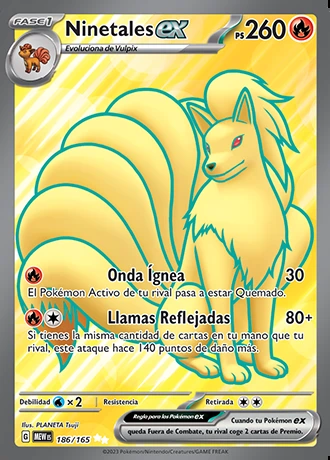 FASE 1
Ninetales ex PS 260
Evoluciona de Vulpix
Onda Ígnea 30
El Pokémon Activo de tu rival pasa a estar Quemado.
Llamas Reflejadas 80+
Si tienes la misma cantidad de cartas en tu mano que tu
rival, este ataque hace 140 puntos de daño más.
Debilidad x2 Resistencia Retirada
Regla para los Pokémon ex
Cuando tu Pokémon ex
queda Fuera de Combate, tu rival coge 2 cartas de Premio.
Ilus. PLANETA Tsuji
G MEW ES 186/165
©2023 Pokémon/Nintendo/Creatures/GAME FREAK